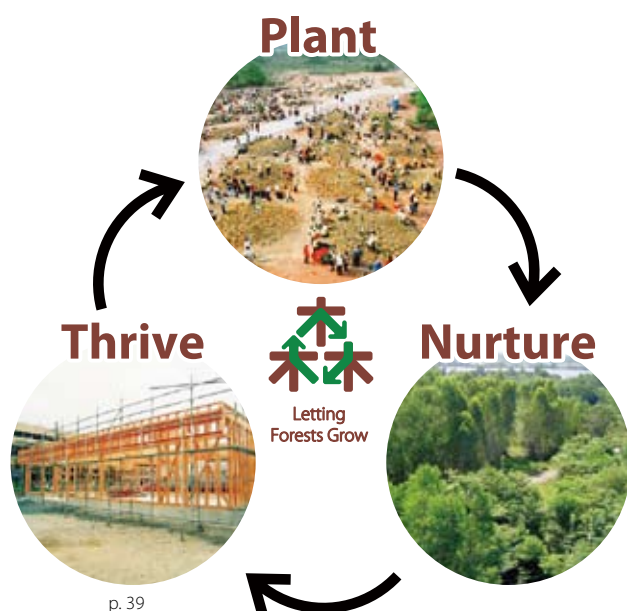 Plant
Thrive
Nurture
Letting
Forests Grow
p. 39